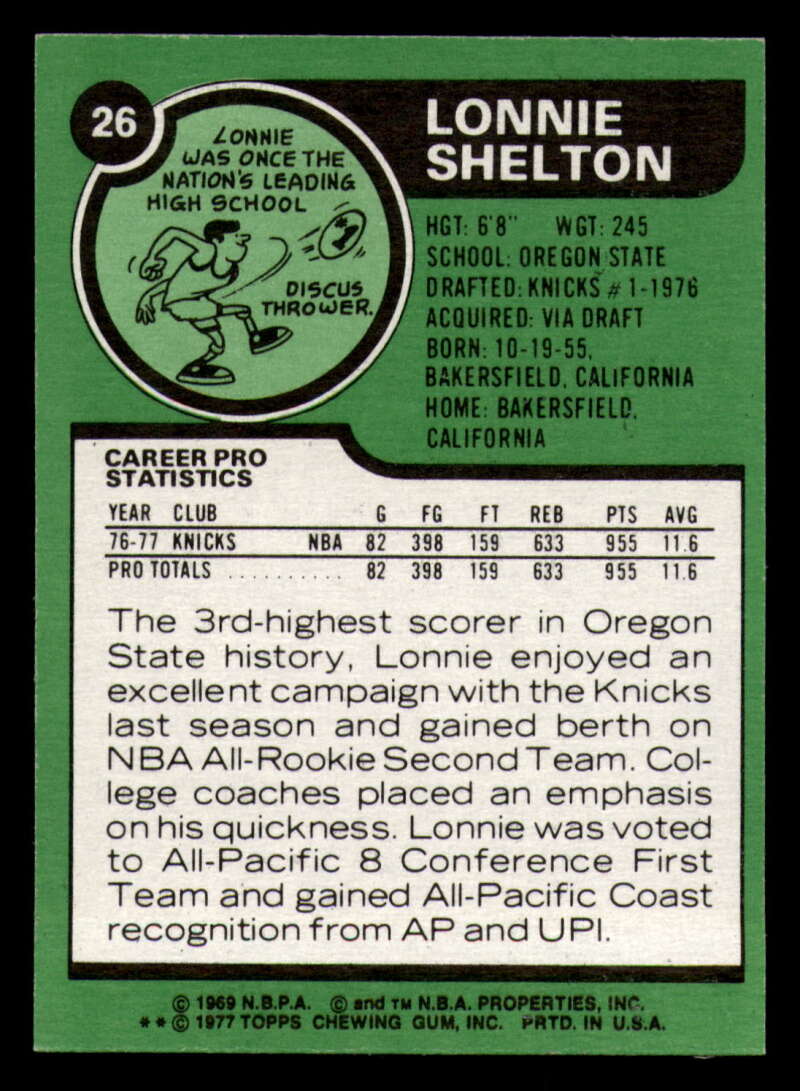 26
LONNIE
WAS ONCE THE
NATION'S LEADING
HIGH SCHOOL
#1
DISCUS
THROWER.
LONNIE
SHELTON
HGT: 6'8" WGT: 245
SCHOOL: OREGON STATE
DRAFTED: KNICKS #1-1976
ACQUIRED: VIA DRAFT
BORN: 10-19-55,
BAKERSFIELD, CALIFORNIA
HOME: BAKERSFIELD,
CALIFORNIA
CAREER PRO
STATISTICS
YEAR CLUB G FG FT REB PTS AVG
76-77 KNICKS NBA 82 398 159 633 955 11.6
PRO TOTALS .......... 82 398 159 633 955 11.6
The 3rd-highest scorer in Oregon
State history, Lonnie enjoyed an
excellent campaign with the Knicks
last season and gained berth on
NBA All-Rookie Second Team. Col-
lege coaches placed an emphasis
on his quickness. Lonnie was voted
to All-Pacific 8 Conference First
Team and gained All-Pacific Coast
recognition from AP and UPI.
© 1969 N.B.P.A. © and TM N.B.A. PROPERTIES, INC.
**© 1977 TOPPS CHEWING GUM, INC. PRTD. IN U.S.A.